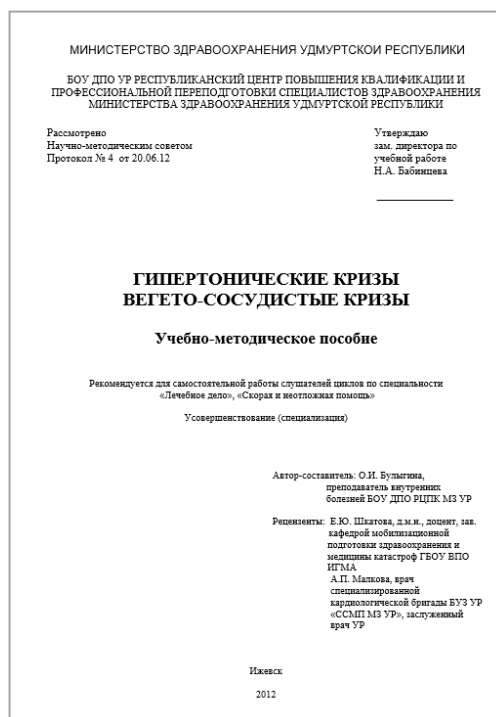 МИНИСТЕРСТВО ЗДРАВООХРАНЕНИЯ УДМУРТСКОЙ РЕСПУБЛИКИ
БОУ ДПО УР РЕСПУБЛИКАНСКИЙ ЦЕНТР ПОВЫШЕНИЯ КВАЛИФИКАЦИИ И
ПРОФЕССИОНАЛЬНОЙ ПЕРЕПОДГОТОВКИ СПЕЦИАЛИСТОВ ЗДРАВООХРАНЕНИЯ
МИНИСТЕРСТВА ЗДРАВООХРАНЕНИЯ УДМУРТСКОЙ РЕСПУБЛИКИ
Рассмотрено
Научно-методическим советом
Протокол № 4 от 20.06.12
Утверждаю
зам. директора по
учебной работе
Н.А. Бабинцева
ГИПЕРТОНИЧЕСКИЕ КРИЗЫ
ВЕГЕТО-СОСУДИСТЫЕ КРИЗЫ
Учебно-методическое пособие
Рекомендуется для самостоятельной работы слушателей циклов по специальности
«Лечебное дело», «Скорая и неотложная помощь»
Усовершенствование (специализация)
Автор-составитель: О.И. Булыгина,
преподаватель внутренних
болезней БОУ ДПО РЦПК МЗ УР
Рецензенты: Е.Ю. Шкатова, д.м.н., доцент, зав.
кафедрой мобилизационной
подготовки здравоохранения и
медицины катастроф ГБОУ ВПО
ИГМА
А.П. Малкова, врач
специализированной
кардиологической бригады БУЗ УР
«ССМП МЗ УР», заслуженный
врач УР
Ижевск
2012